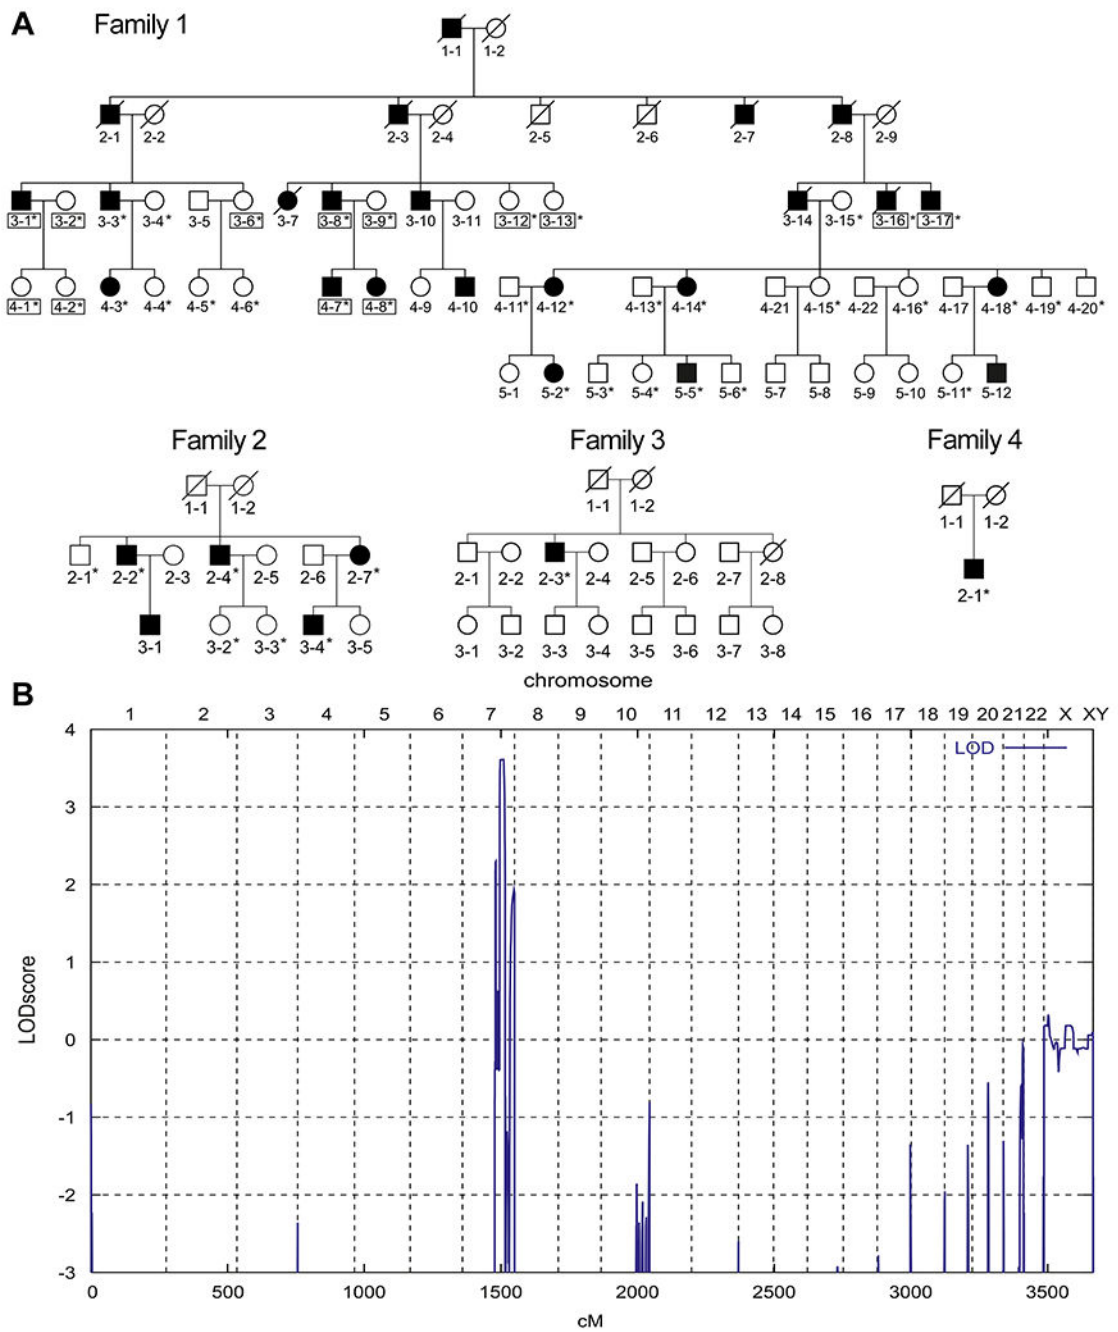 A Family 1
1-1 1-2
2-1 2-2 2-3 2-4 2-5 2-6 2-7 2-8 2-9
3-1* 3-2* 3-3* 3-4* 3-5 3-6* 3-7 3-8* 3-9* 3-10 3-11 3-12* 3-13* 3-14 3-15* 3-16* 3-17*
4-1* 4-2* 4-3* 4-4* 4-5* 4-6* 4-7* 4-8* 4-9 4-10 4-11* 4-12* 4-13* 4-14* 4-21 4-15* 4-22 4-16* 4-17 4-18* 4-19* 4-20*
5-1 5-2* 5-3* 5-4* 5-5* 5-6* 5-7 5-8 5-9 5-10 5-11* 5-12
Family 2 Family 3 Family 4
1-1 1-2 1-1 1-2 1-1 1-2
2-1* 2-2* 2-3 2-4* 2-5 2-6 2-7* 2-1 2-2 2-3* 2-4 2-5 2-6 2-7 2-8 2-1*
3-1 3-2* 3-3* 3-4* 3-5 3-1 3-2 3-3 3-4 3-5 3-6 3-7 3-8
B chromosome
1 2 3 4 5 6 7 8 9 10 11 12 13 14 15 16 17 18 19 20 21 22 X XY
LOD
4
3
2
1
0
-1
-2
-3
LODscore
0 500 1000 1500 2000 2500 3000 3500
cM